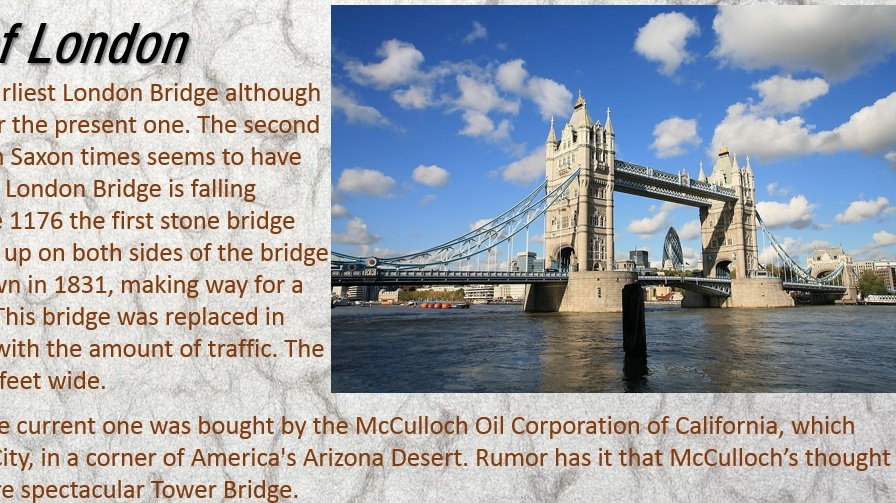 f London
rliest London Bridge although
r the present one. The second
n Saxon times seems to have
London Bridge is falling
e 1176 the first stone bridge
up on both sides of the bridge
vn in 1831, making way for a
This bridge was replaced in
with the amount of traffic. The
feet wide.
e current one was bought by the McCulloch Oil Corporation of California, which
City, in a corner of America's Arizona Desert. Rumor has it that McCulloch’s thought
re spectacular Tower Bridge.